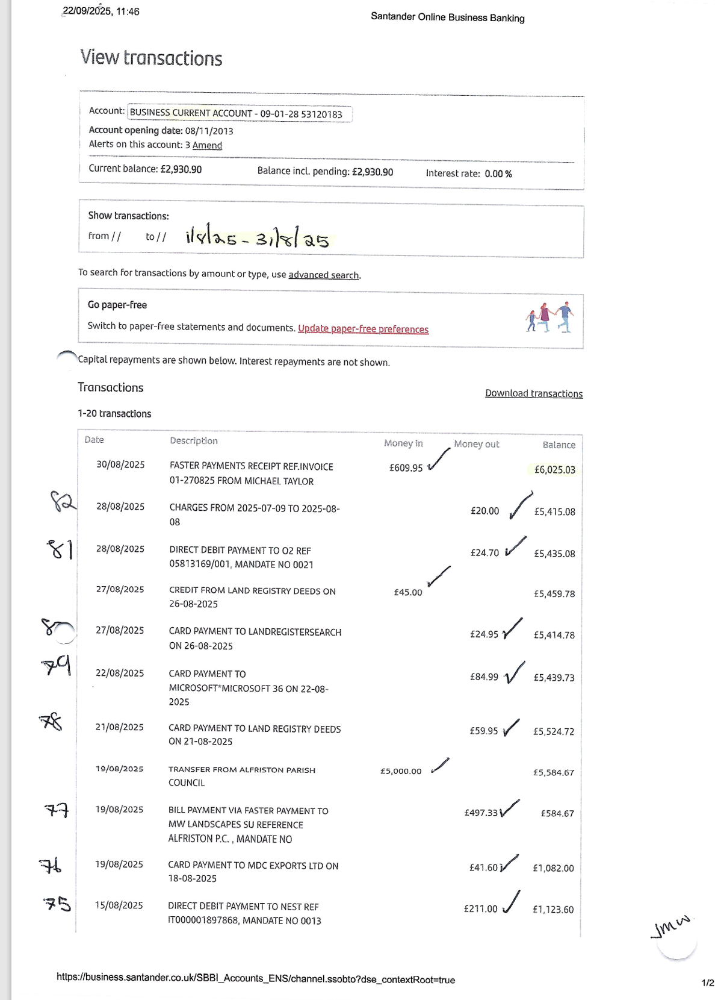 22/09/2025, 11:46
Santander Online Business Banking
View transactions
Account: BUSINESS CURRENT ACCOUNT - 09-01-28 53120183
Account opening date: 08/11/2013
Alerts on this account: 3 Amend
Current balance: £2,930.90 Balance incl. pending: £2,930.90 Interest rate: 0.00 %
Show transactions:
from // to // 1/8/25 - 31/8/25
To search for transactions by amount or type, use advanced search.
Go paper-free
Switch to paper-free statements and documents. Update paper-free preferences
Capital repayments are shown below. Interest repayments are not shown.
Transactions
Download transactions
1-20 transactions
Date Description Money in Money out Balance
30/08/2025 FASTER PAYMENTS RECEIPT REF.INVOICE £609.95 £6,025.03
01-270825 FROM MICHAEL TAYLOR
82 28/08/2025 CHARGES FROM 2025-07-09 TO 2025-08- £20.00 £5,415.08
08
81 28/08/2025 DIRECT DEBIT PAYMENT TO O2 REF £24.70 £5,435.08
05813169/001, MANDATE NO 0021
27/08/2025 CREDIT FROM LAND REGISTRY DEEDS ON £45.00 £5,459.78
26-08-2025
80 27/08/2025 CARD PAYMENT TO LANDREGISTERSEARCH £24.95 £5,414.78
ON 26-08-2025
79 22/08/2025 CARD PAYMENT TO £84.99 £5,439.73
MICROSOFT*MICROSOFT 36 ON 22-08-
2025
78 21/08/2025 CARD PAYMENT TO LAND REGISTRY DEEDS £59.95 £5,524.72
ON 21-08-2025
19/08/2025 TRANSFER FROM ALFRISTON PARISH £5,000.00 £5,584.67
COUNCIL
77 19/08/2025 BILL PAYMENT VIA FASTER PAYMENT TO £497.33 £584.67
MW LANDSCAPES SU REFERENCE
ALFRISTON P.C. , MANDATE NO
76 19/08/2025 CARD PAYMENT TO MDC EXPORTS LTD ON £41.60 £1,082.00
18-08-2025
75 15/08/2025 DIRECT DEBIT PAYMENT TO NEST REF £211.00 £1,123.60
IT000001897868, MANDATE NO 0013
JMW
https://business.santander.co.uk/SBBI_Accounts_ENS/channel.ssobto?dse_contextRoot=true
1/2